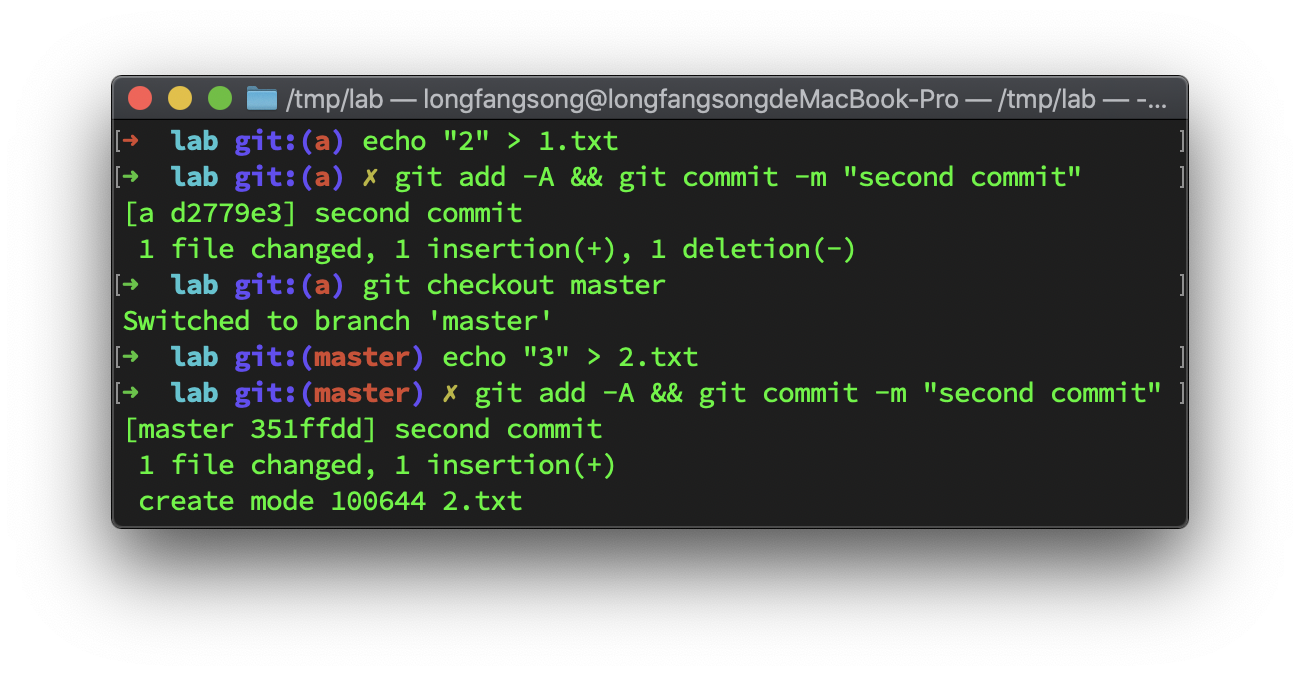 /tmp/lab — longfangsong@longfangsongdeMacBook-Pro — /tmp/lab — -...
[➜  lab git:(a) echo "2" > 1.txt ]
[➜  lab git:(a) ✗ git add -A && git commit -m "second commit" ]
[a d2779e3] second commit
 1 file changed, 1 insertion(+), 1 deletion(-)
[➜  lab git:(a) git checkout master ]
Switched to branch 'master'
[➜  lab git:(master) echo "3" > 2.txt ]
[➜  lab git:(master) ✗ git add -A && git commit -m "second commit" ]
[master 351ffdd] second commit
 1 file changed, 1 insertion(+)
 create mode 100644 2.txt